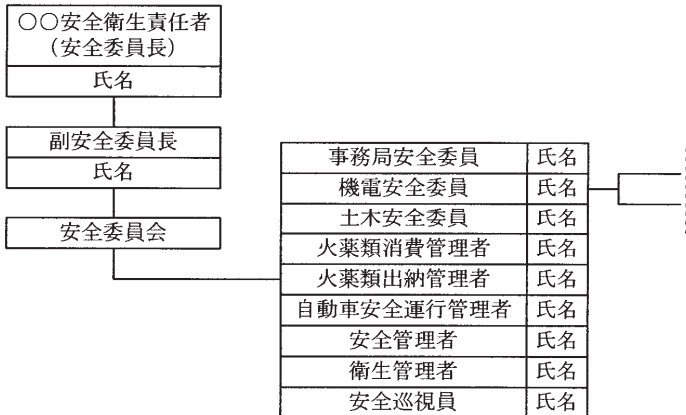 〇〇安全衛生責任者
(安全委員長)
氏名
副安全委員長
氏名
安全委員会
事務局安全委員 氏名
機電安全委員 氏名
土木安全委員 氏名
火薬類消費管理者 氏名
火薬類出納管理者 氏名
自動車安全運行管理者 氏名
安全管理者 氏名
衛生管理者 氏名
安全巡視員 氏名